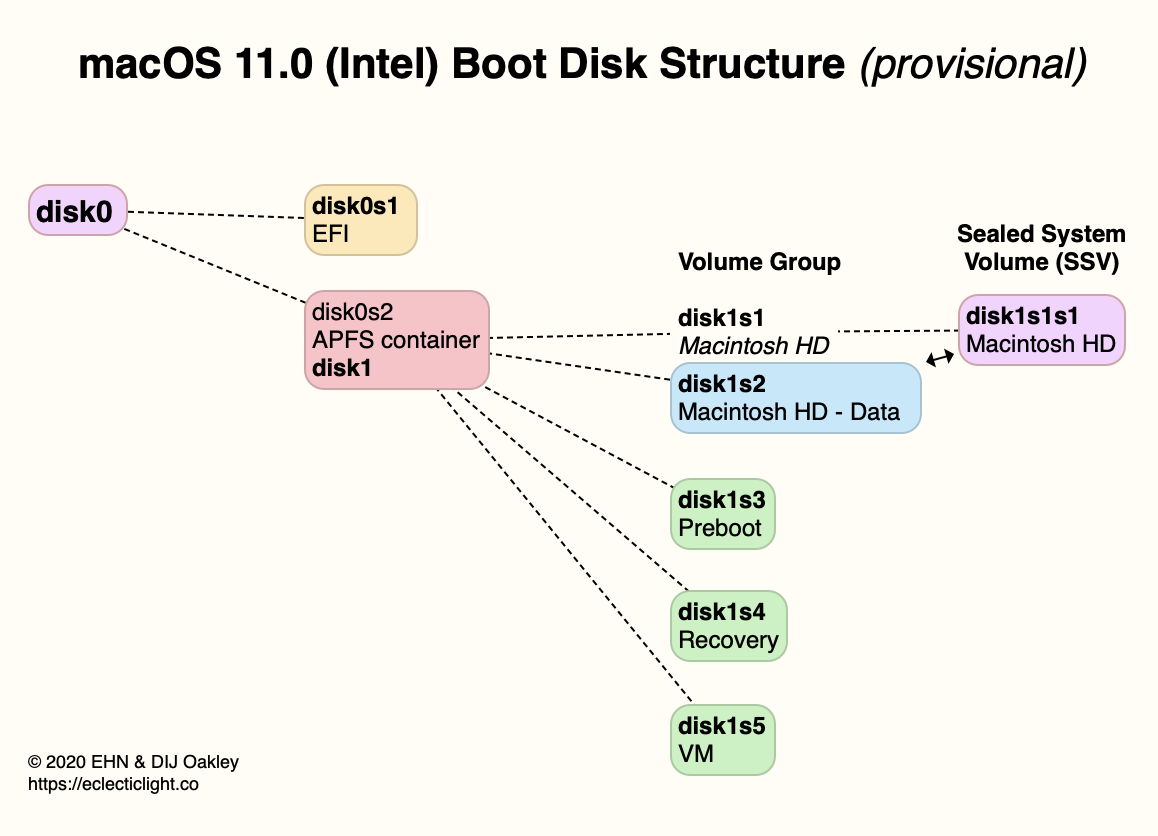 macOS 11.0 (Intel) Boot Disk Structure (provisional)
disk0
disk0s1
EFI
disk0s2
APFS container
disk1
Volume Group
disk1s1
Macintosh HD
disk1s2
Macintosh HD - Data
Sealed System
Volume (SSV)
disk1s1s1
Macintosh HD
disk1s3
Preboot
disk1s4
Recovery
disk1s5
VM
© 2020 EHN & DIJ Oakley
https://eclecticlight.co